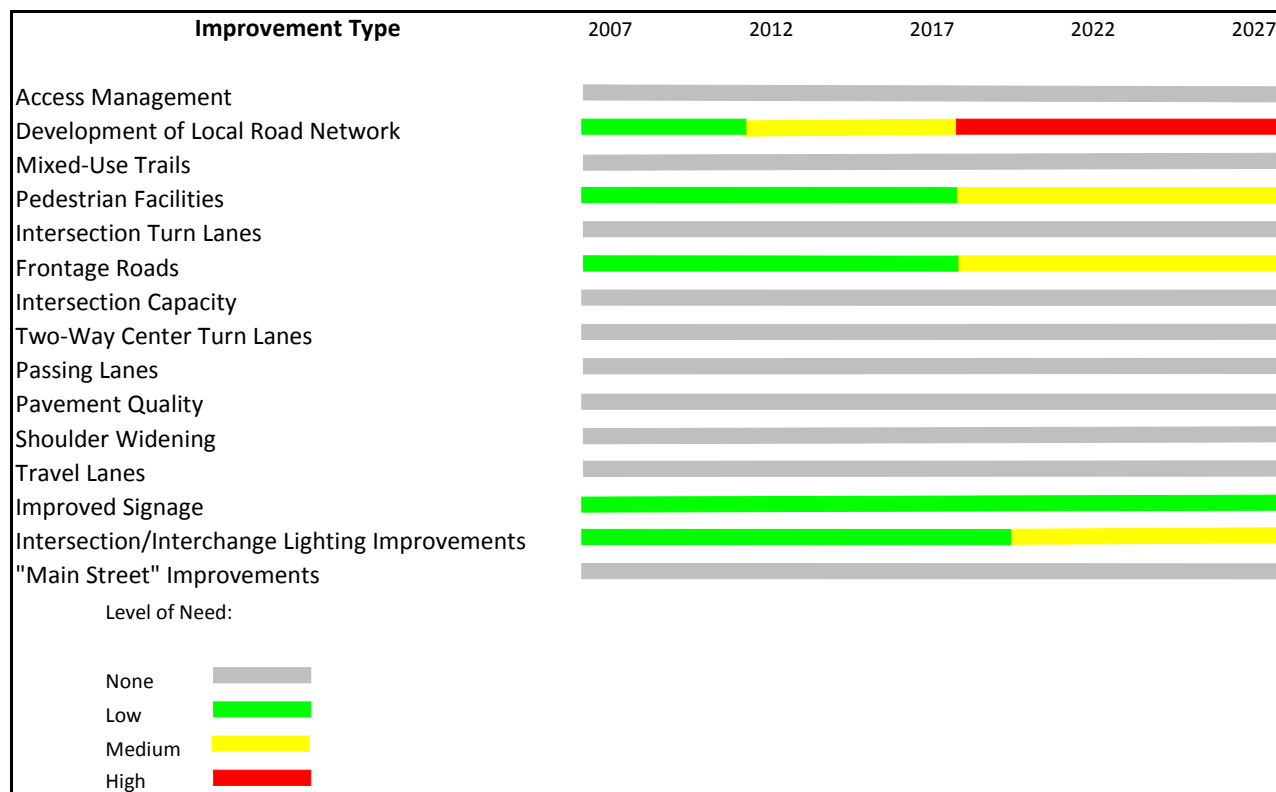 Improvement Type 2007 2012 2017 2022 2027
Access Management
Development of Local Road Network
Mixed-Use Trails
Pedestrian Facilities
Intersection Turn Lanes
Frontage Roads
Intersection Capacity
Two-Way Center Turn Lanes
Passing Lanes
Pavement Quality
Shoulder Widening
Travel Lanes
Improved Signage
Intersection/Interchange Lighting Improvements
"Main Street" Improvements
Level of Need:
None
Low
Medium
High